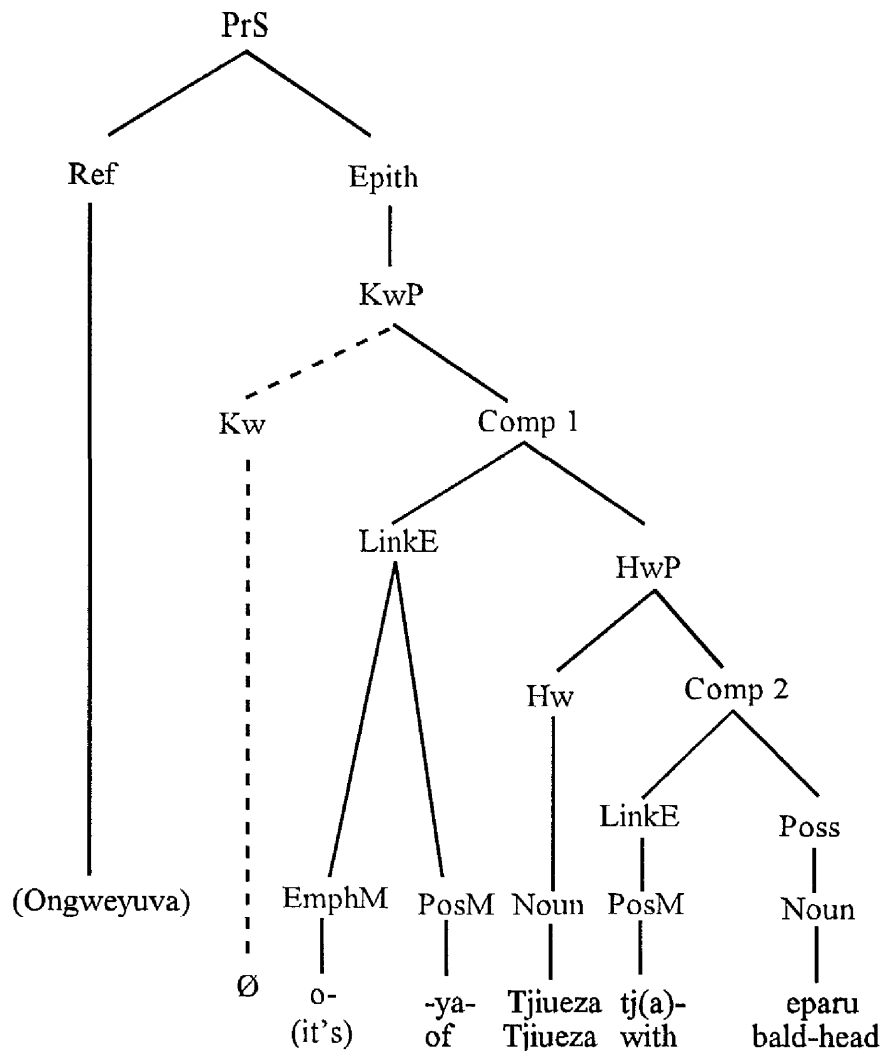 PrS
Ref Epith
KwP
Kw Comp 1
LinkE
HwP
Hw Comp 2
LinkE Poss
(Ongweyuva) EmphM PosM Noun PosM Noun
Ø o- -ya- Tjiueza tj(a)- eparu
(it's) of Tjiueza with bald-head